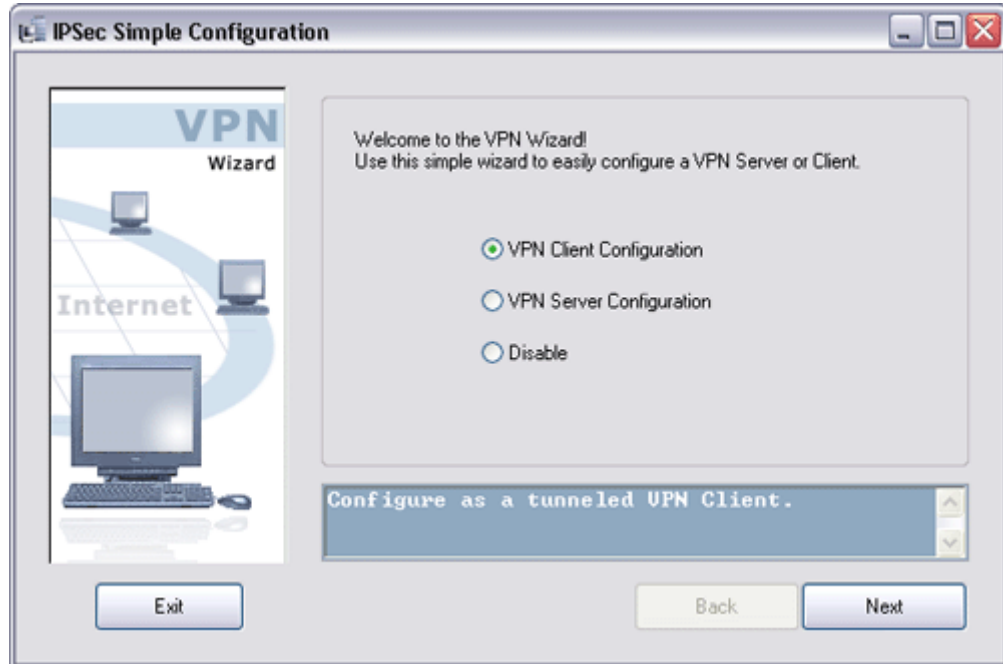 IPSec Simple Configuration
VPN
Wizard
Internet
Welcome to the VPN Wizard!
Use this simple wizard to easily configure a VPN Server or Client.
VPN Client Configuration
VPN Server Configuration
Disable
Configure as a tunneled VPN Client.
Exit
Back
Next